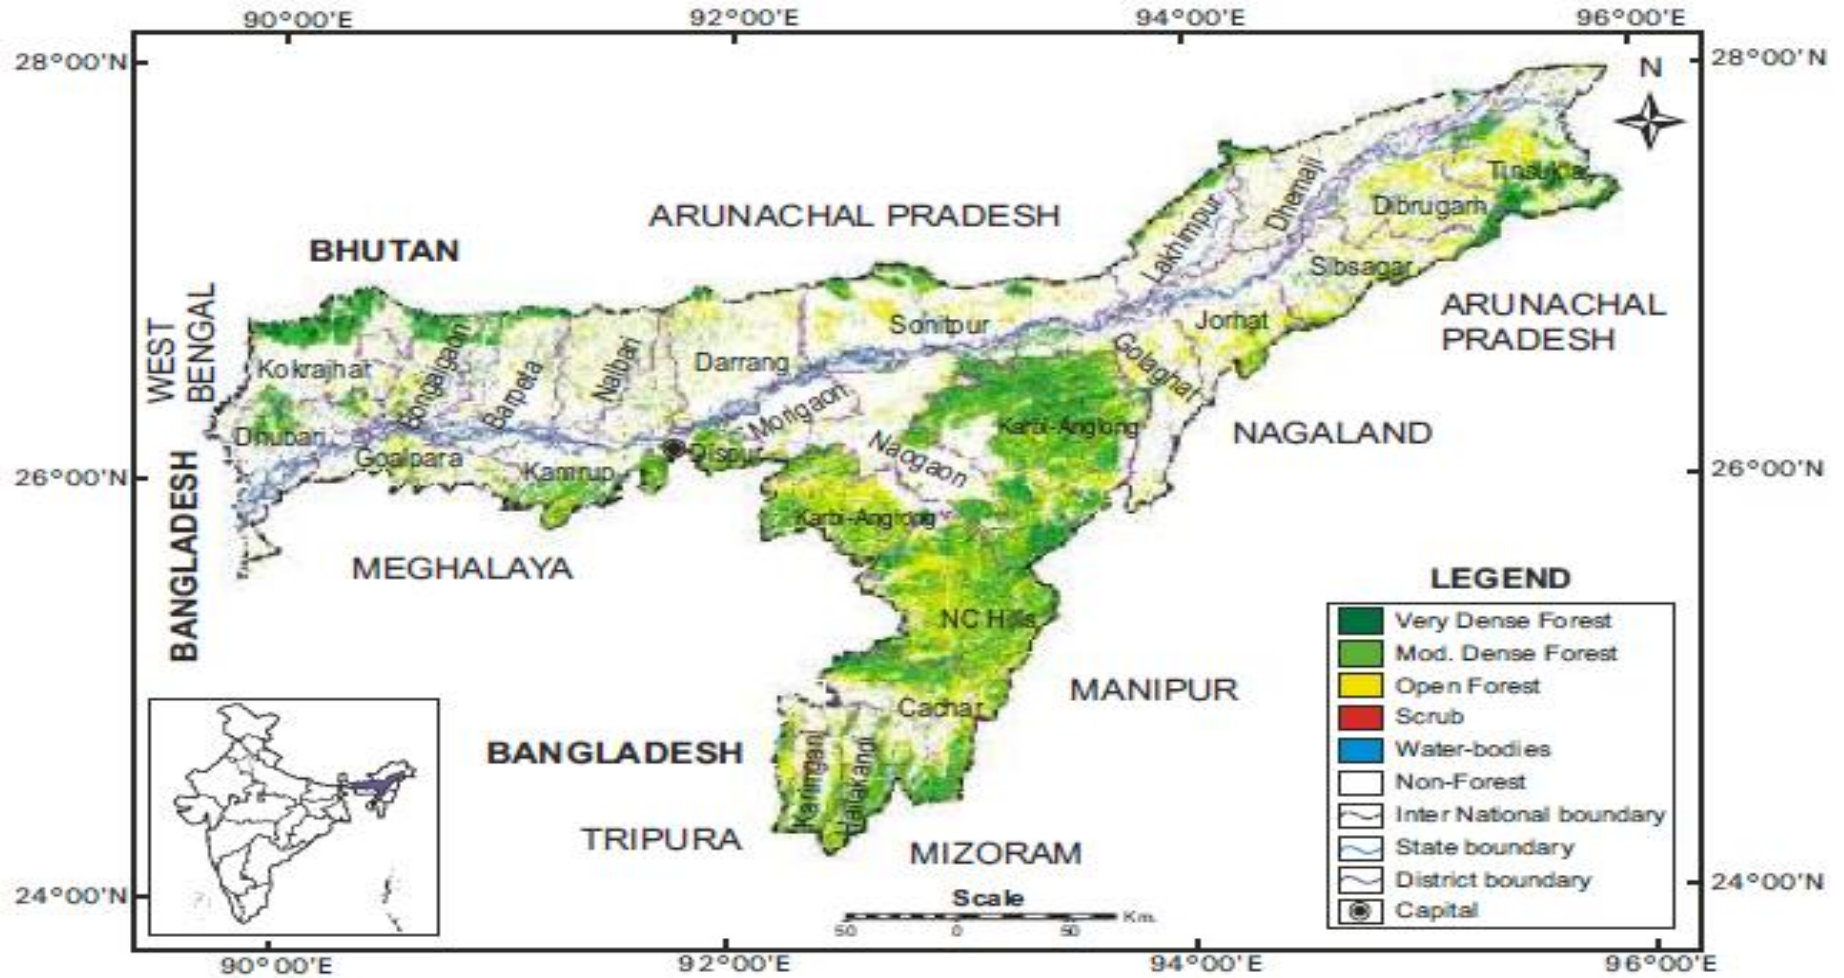 90°00'E
92°00'E
94°00'E
96°00'E
28°00'N
28°00'N
N
ARUNACHAL PRADESH
BHUTAN
WEST
BENGAL
Tinsukia
Dibrugarh
Dhemaji
Lakhimpur
Sibsagar
ARUNACHAL
PRADESH
Sonitpur
Jorhat
Golaghat
Kokrajhat
Bongaigaon
Barpeta
Nalbari
Darrang
Morigaon
Dhubari
Goalpara
Kamrup
Dispur
Naogaon
Karbi-Anglong
NAGALAND
26°00'N
26°00'N
BANGLADESH
Karbi-Anglong
MEGHALAYA
NC Hills
MANIPUR
Cachar
BANGLADESH
Karimganj
Hailakandi
TRIPURA
MIZORAM
LEGEND
Very Dense Forest
Mod. Dense Forest
Open Forest
Scrub
Water-bodies
Non-Forest
Inter National boundary
State boundary
District boundary
Capital
24°00'N
24°00'N
Scale
Km.
50 0 50
90°00'E
92°00'E
94°00'E
96°00'E